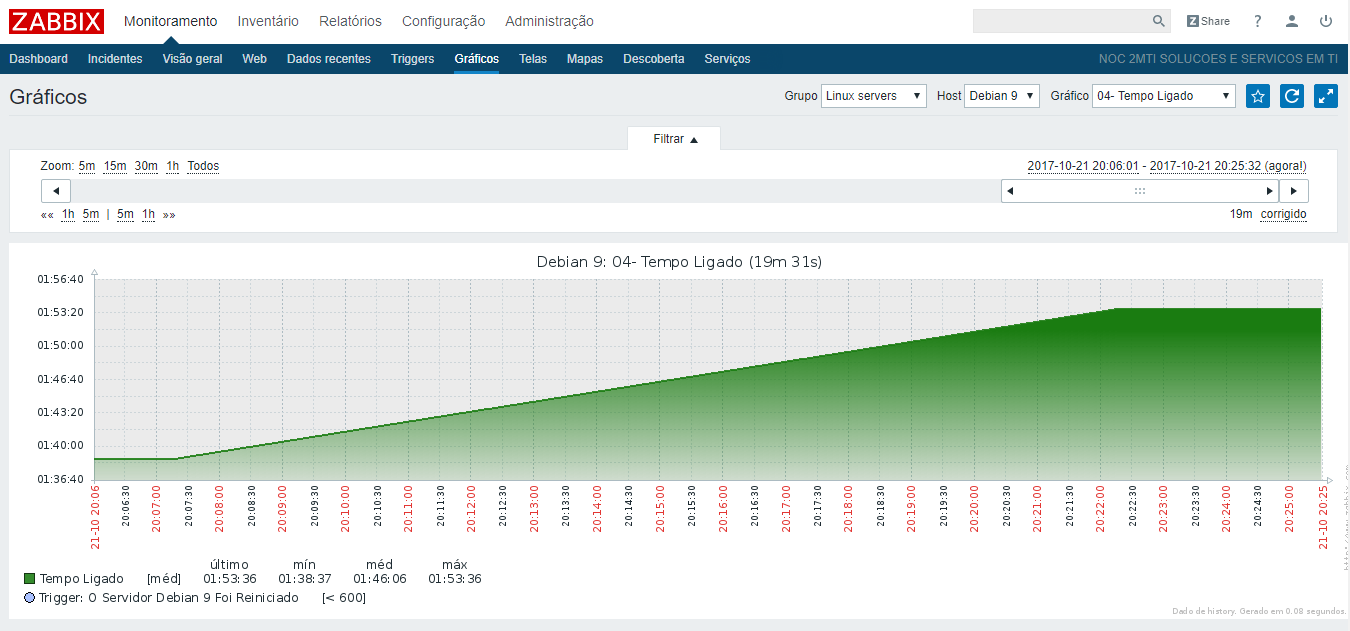 ZABBIX Monitoramento Inventário Relatórios Configuração Administração Z Share ?
Dashboard Incidentes Visão geral Web Dados recentes Triggers Gráficos Telas Mapas Descoberta Serviços NOC 2MTI SOLUCOES E SERVICOS EM TI
Gráficos Grupo Linux servers Host Debian 9 Gráfico 04- Tempo Ligado
Filtrar
Zoom: 5m 15m 30m 1h Todos 2017-10-21 20:06:01 - 2017-10-21 20:25:32 (agora!)
«« 1h 5m | 5m 1h »» 19m corrigido
Debian 9: 04- Tempo Ligado (19m 31s)
01:56:40
01:53:20
01:50:00
01:46:40
01:43:20
01:40:00
01:36:40
21-10 20:06 20:06:30 20:07:00 20:07:30 20:08:00 20:08:30 20:09:00 20:09:30 20:10:00 20:10:30 20:11:00 20:11:30 20:12:00 20:12:30 20:13:00 20:13:30 20:14:00 20:14:30 20:15:00 20:15:30 20:16:00 20:16:30 20:17:00 20:17:30 20:18:00 20:18:30 20:19:00 20:19:30 20:20:00 20:20:30 20:21:00 20:21:30 20:22:00 20:22:30 20:23:00 20:23:30 20:24:00 20:24:30 20:25:00 21-10 20:25
último mín méd máx
Tempo Ligado [méd] 01:53:36 01:38:37 01:46:06 01:53:36
Trigger: O Servidor Debian 9 Foi Reiniciado [< 600]
Dado de history. Gerado em 0.08 segundos.